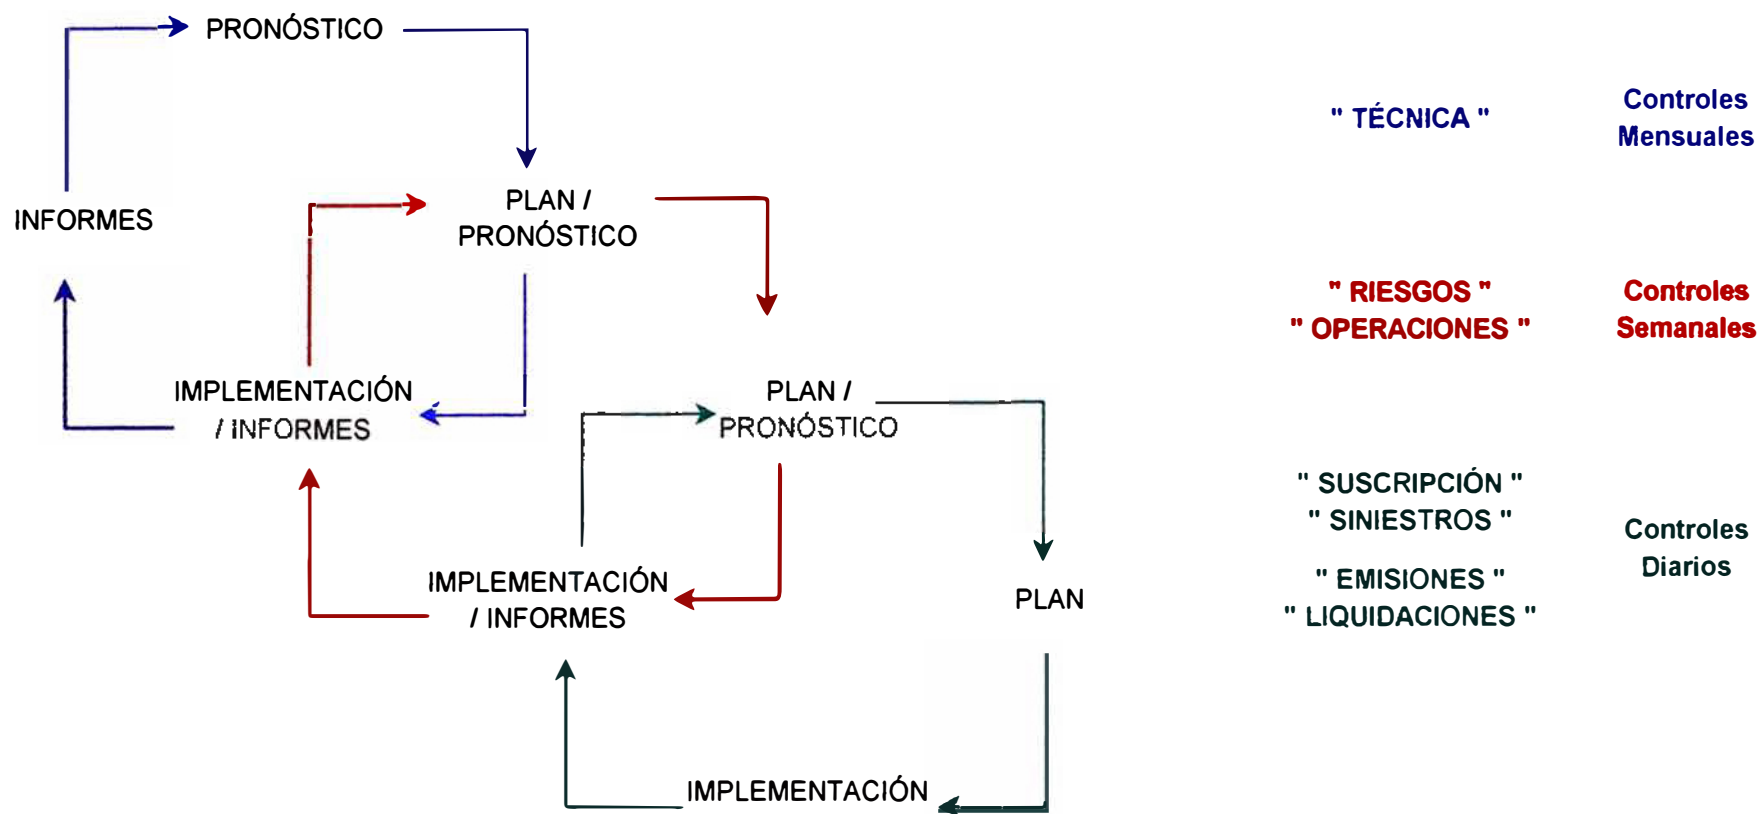 PRONÓSTICO
" TÉCNICA "
Controles
Mensuales
INFORMES
PLAN /
PRONÓSTICO
" RIESGOS "
" OPERACIONES "
Controles
Semanales
IMPLEMENTACIÓN
/ INFORMES
PLAN /
PRONÓSTICO
" SUSCRIPCIÓN "
" SINIESTROS "
" EMISIONES "
" LIQUIDACIONES "
Controles
Diarios
IMPLEMENTACIÓN
/ INFORMES
PLAN
IMPLEMENTACIÓN